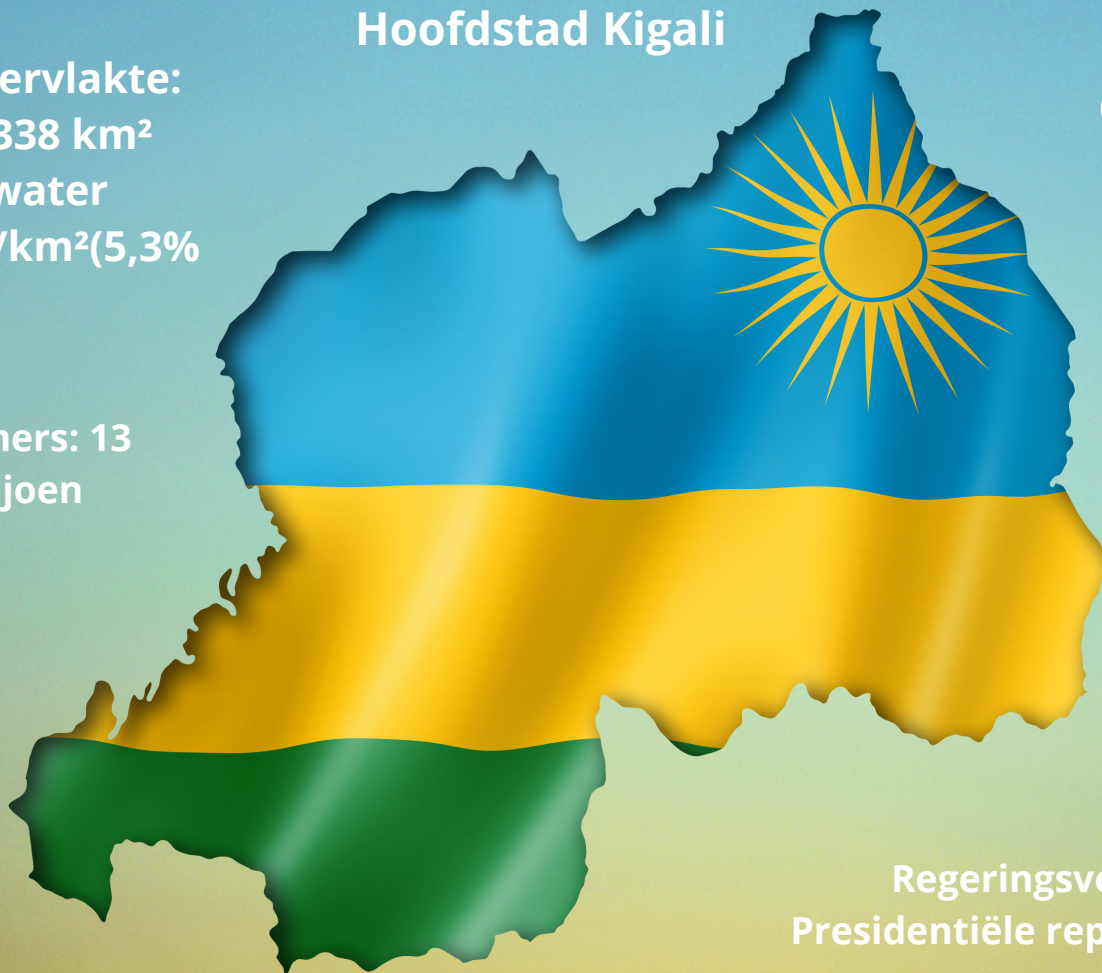 Hoofdstad Kigali
ervlakte:
338 km²
water
/km²(5,3%
ners: 13
joen
Regeringsvo
Presidentiële rep